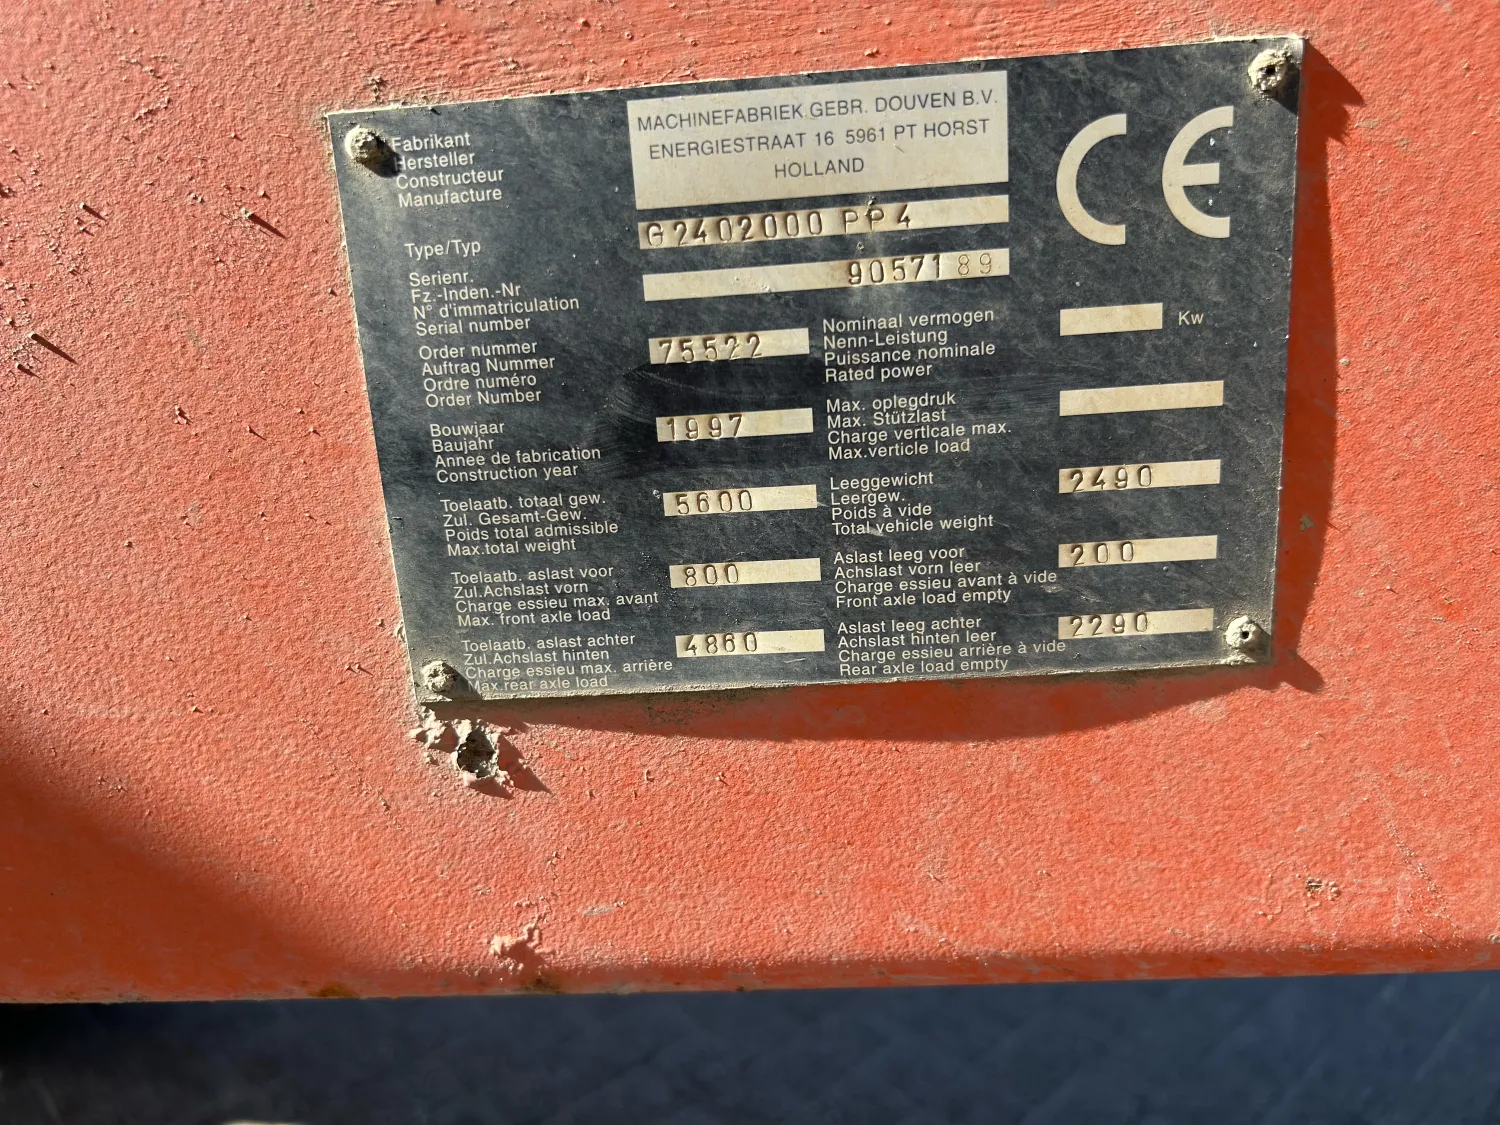 Fabrikant
Hersteller
Constructeur
Manufacture
MACHINEFABRIEK GEBR. DOUVEN B.V.
ENERGIESTRAAT 16 5961 PT HORST
HOLLAND
CE
Type/Typ
G2402000 PP4
Serienr.
Fz.-Inden.-Nr
N° d'immatriculation
Serial number
9057189
Order nummer
Auftrag Nummer
Ordre numéro
Order Number
75522
Nominaal vermogen
Nenn-Leistung
Puissance nominale
Rated power
Kw
Bouwjaar
Baujahr
Annee de fabrication
Construction year
1997
Max. oplegdruk
Max. Stützlast
Charge verticale max.
Max.verticle load
Toelaatb. totaal gew.
Zul. Gesamt-Gew.
Poids total admissible
Max.total weight
5600
Leeggewicht
Leergew.
Poids à vide
Total vehicle weight
2490
Toelaatb. aslast voor
Zul.Achslast vorn
Charge essieu max. avant
Max. front axle load
800
Aslast leeg voor
Achslast vorn leer
Charge essieu avant à vide
Front axle load empty
200
Toelaatb. aslast achter
Zul.Achslast hinten
Charge essieu max. arrière
Max.rear axle load
4860
Aslast leeg achter
Achslast hinten leer
Charge essieu arrière à vide
Rear axle load empty
2290